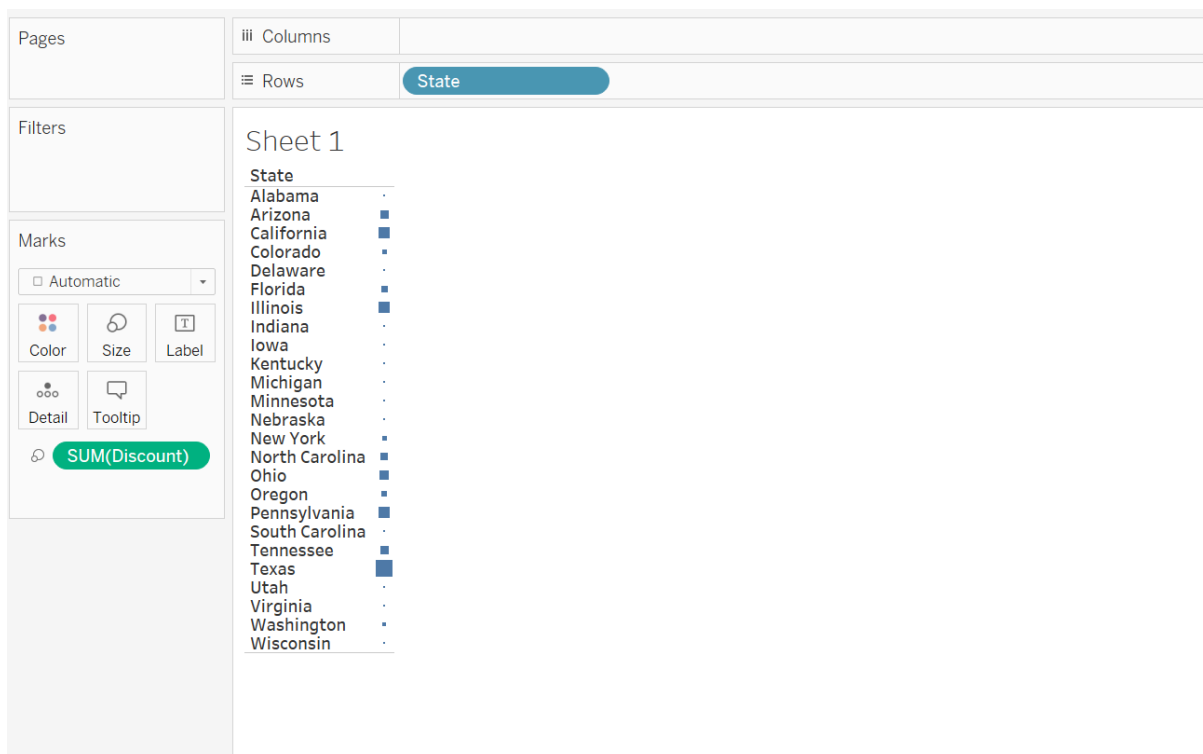 Pages
Columns
Rows
State
Filters
Marks
Automatic
Color
Size
T
Label
Detail
Tooltip
SUM(Discount)
Sheet 1
State
Alabama
Arizona
California
Colorado
Delaware
Florida
Illinois
Indiana
Iowa
Kentucky
Michigan
Minnesota
Nebraska
New York
North Carolina
Ohio
Oregon
Pennsylvania
South Carolina
Tennessee
Texas
Utah
Virginia
Washington
Wisconsin